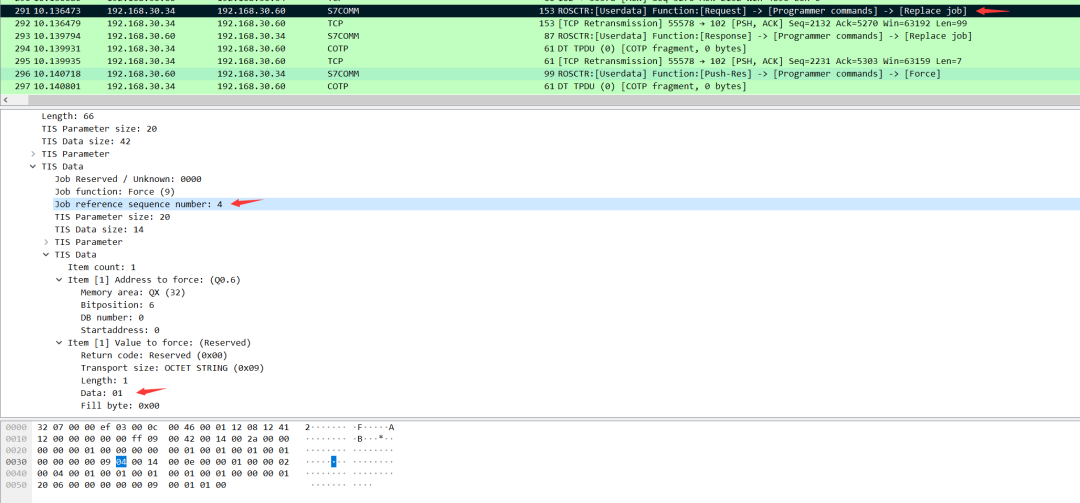 291 10.136473 192.168.30.34 192.168.30.60 S7COMM 153 ROSCTR:[Userdata] Function:[Request] -> [Programmer commands] -> [Replace job]
292 10.136479 192.168.30.34 192.168.30.60 TCP 153 [TCP Retransmission] 55578 → 102 [PSH, ACK] Seq=2132 Ack=5270 Win=63192 Len=99
293 10.139794 192.168.30.60 192.168.30.34 S7COMM 87 ROSCTR:[Userdata] Function:[Response] -> [Programmer commands] -> [Replace job]
294 10.139931 192.168.30.34 192.168.30.60 COTP 61 DT TPDU (0) [COTP fragment, 0 bytes]
295 10.139935 192.168.30.34 192.168.30.60 TCP 61 [TCP Retransmission] 55578 → 102 [PSH, ACK] Seq=2231 Ack=5303 Win=63159 Len=7
296 10.140718 192.168.30.60 192.168.30.34 S7COMM 99 ROSCTR:[Userdata] Function:[Push-Res] -> [Programmer commands] -> [Force]
297 10.140801 192.168.30.34 192.168.30.60 COTP 61 DT TPDU (0) [COTP fragment, 0 bytes]
Length: 66
TIS Parameter size: 20
TIS Data size: 42
TIS Parameter
TIS Data
Job Reserved / Unknown: 0000
Job function: Force (9)
Job reference sequence number: 4
TIS Parameter size: 20
TIS Data size: 14
TIS Parameter
TIS Data
Item count: 1
Item [1] Address to force: (Q0.6)
Memory area: QX (32)
Bitposition: 6
DB number: 0
Startaddress: 0
Item [1] Value to force: (Reserved)
Return code: Reserved (0x00)
Transport size: OCTET STRING (0x09)
Length: 1
Data: 01
Fill byte: 0x00
0000 32 07 00 00 ef 03 00 0c 00 46 00 01 12 08 12 41 2······· ·F·····A
0010 12 00 00 00 00 00 ff 09 00 42 00 14 00 2a 00 00 ········ ·B···*··
0020 00 00 00 01 00 00 00 00 00 01 00 01 00 01 00 01 ········ ········
0030 00 00 00 00 09 04 00 14 00 0e 00 00 01 00 00 02 ········ ········
0040 00 04 00 01 00 01 00 01 00 01 00 01 00 00 00 01 ········ ········
0050 20 06 00 00 00 00 00 09 00 01 01 00 ······· ····